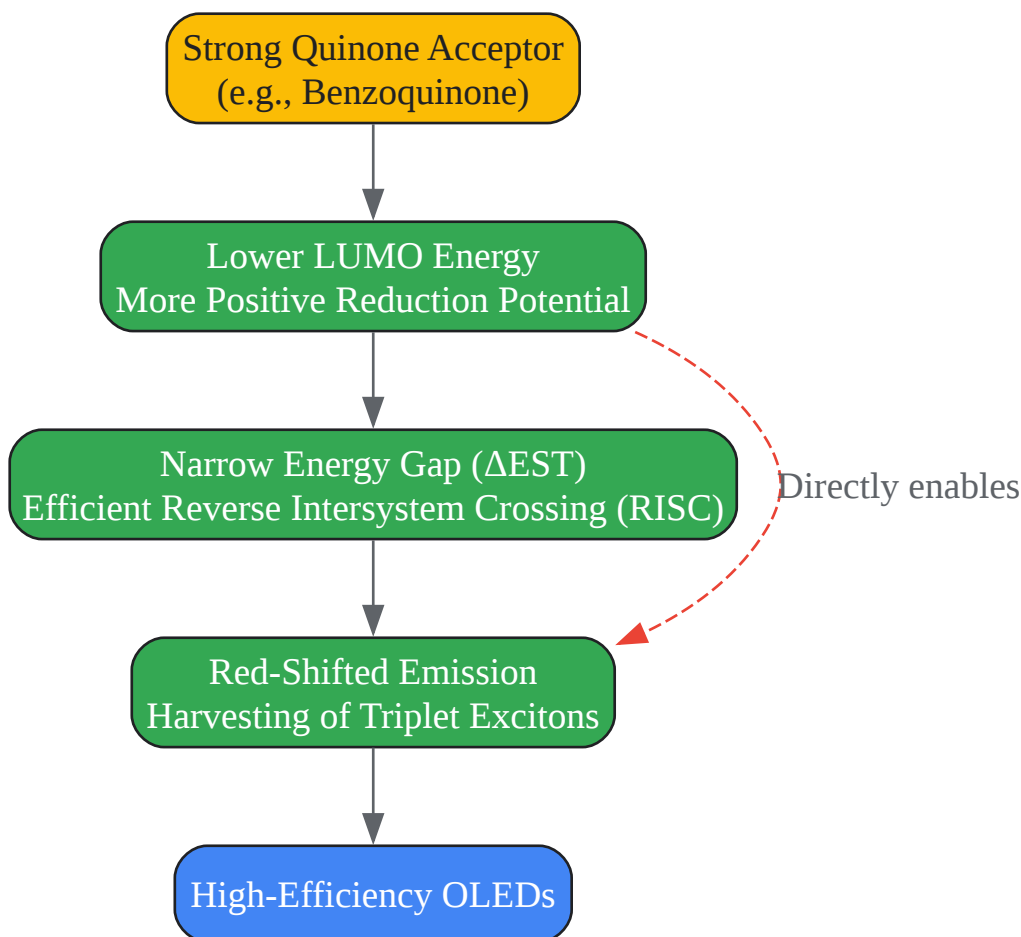 Strong Quinone Acceptor
(e.g., Benzoquinone)
Lower LUMO Energy
More Positive Reduction Potential
Narrow Energy Gap (ΔEST)
Efficient Reverse Intersystem Crossing (RISC)
Directly enables
Red-Shifted Emission
Harvesting of Triplet Excitons
High-Efficiency OLEDs